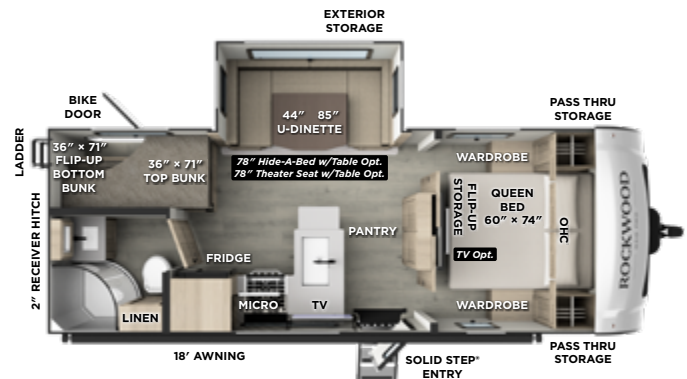 EXTERIOR
STORAGE
BIKE
DOOR
PASS THRU
STORAGE
LADDER
44" 85"
U-DINETTE
36" × 71"
FLIP-UP
BOTTOM
BUNK
36" × 71"
TOP BUNK
78" Hide-A-Bed w/Table Opt.
78" Theater Seat w/Table Opt.
WARDROBE
FLIP-UP
STORAGE
QUEEN
BED
60" × 74"
OHC
ROCKWOOD
2" RECEIVER HITCH
PANTRY
TV Opt.
FRIDGE
MICRO
TV
LINEN
WARDROBE
18' AWNING
SOLID STEP®
ENTRY
PASS THRU
STORAGE